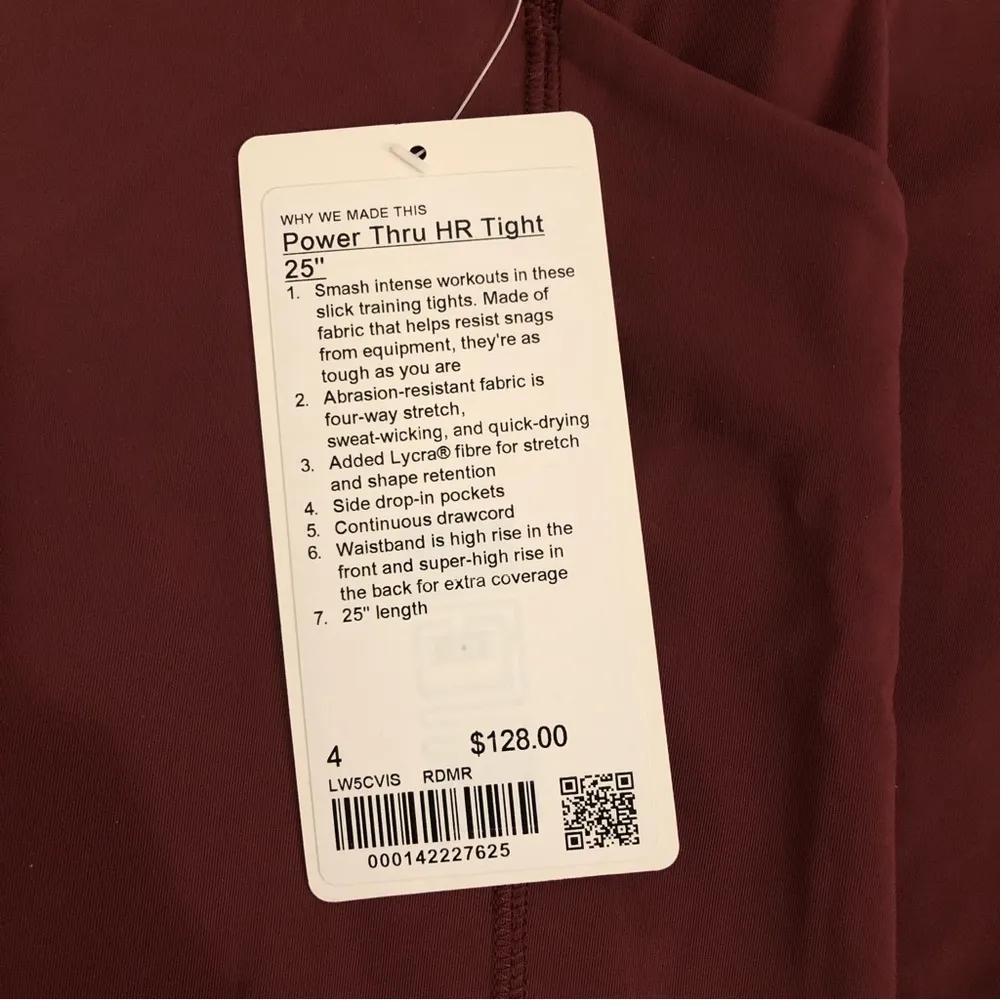 WHY WE MADE THIS
Power Thru HR Tight
25"
1. Smash intense workouts in these
slick training tights. Made of
fabric that helps resist snags
from equipment, they're as
tough as you are
2. Abrasion-resistant fabric is
four-way stretch,
sweat-wicking, and quick-drying
3. Added Lycra® fibre for stretch
and shape retention
4. Side drop-in pockets
5. Continuous drawcord
6. Waistband is high rise in the
front and super-high rise in
the back for extra coverage
7. 25" length
4 $128.00
LW5CVIS RDMR
000142227625